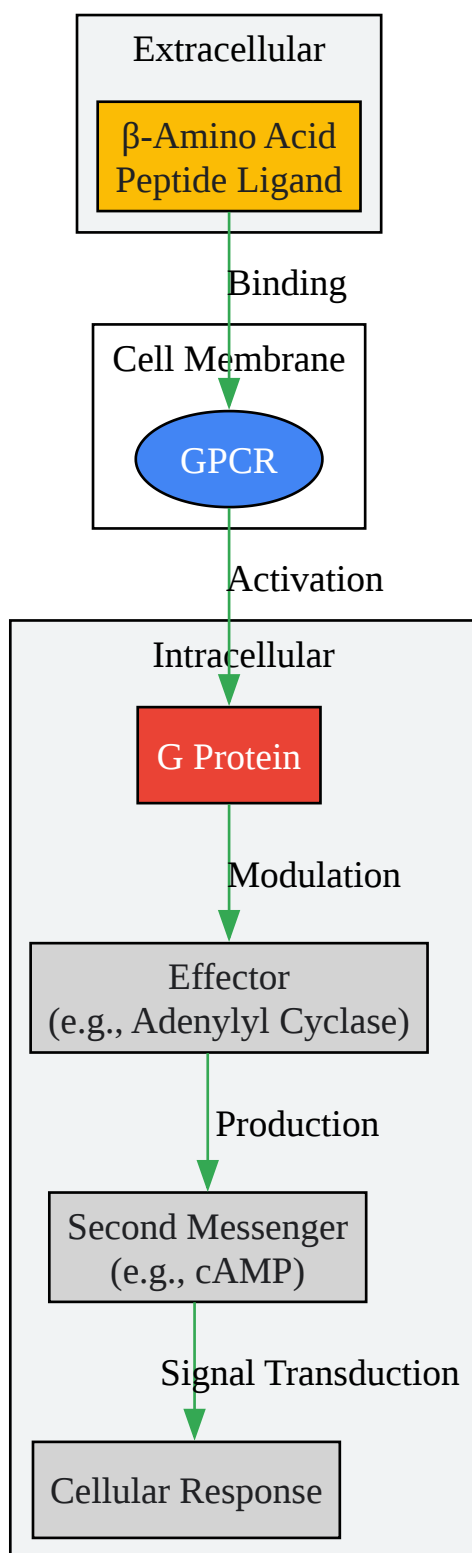 Extracellular
β-Amino Acid
Peptide Ligand
Binding
Cell Membrane
GPCR
Activation
Intracellular
G Protein
Modulation
Effector
(e.g., Adenylyl Cyclase)
Production
Second Messenger
(e.g., cAMP)
Signal Transduction
Cellular Response